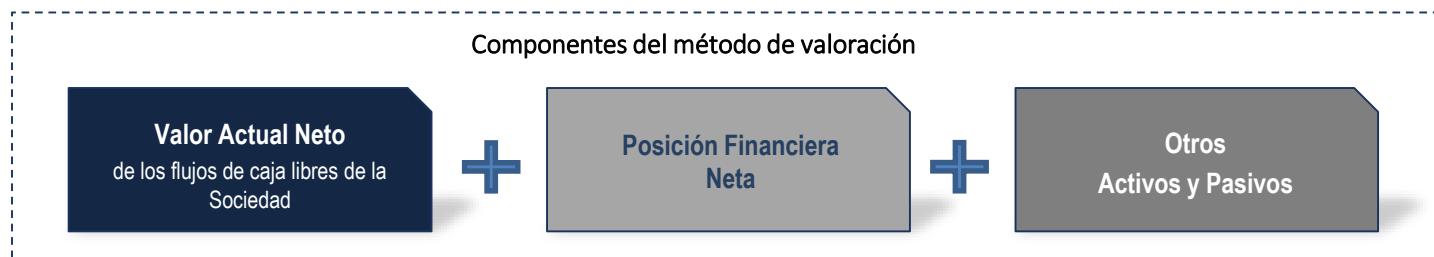 Componentes del método de valoración
Valor Actual Neto
de los flujos de caja libres de la
Sociedad
Posición Financiera
Neta
Otros
Activos y Pasivos